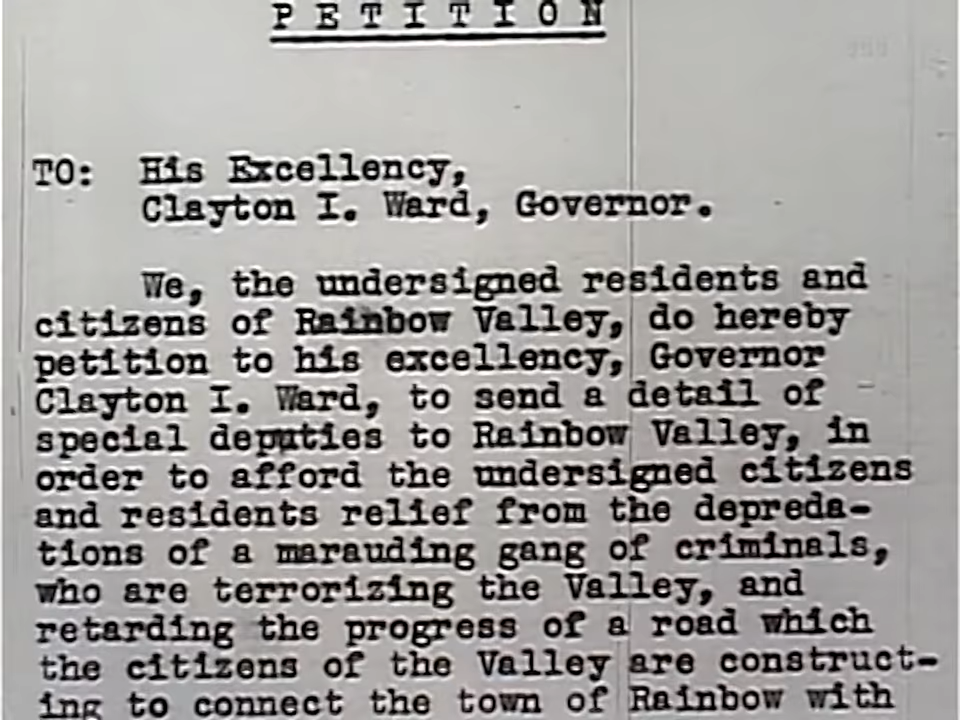 PETITION
TO: His Excellency,
Clayton I. Ward, Governor.
We, the undersigned residents and
citizens of Rainbow Valley, do hereby
petition to his excellency, Governor
Clayton I. Ward, to send a detail of
special deputies to Rainbow Valley, in
order to afford the undersigned citizens
and residents relief from the depreda-
tions of a marauding gang of criminals,
who are terrorizing the Valley, and
retarding the progress of a road which
the citizens of the Valley are construct-
ing to connect the town of Rainbow with